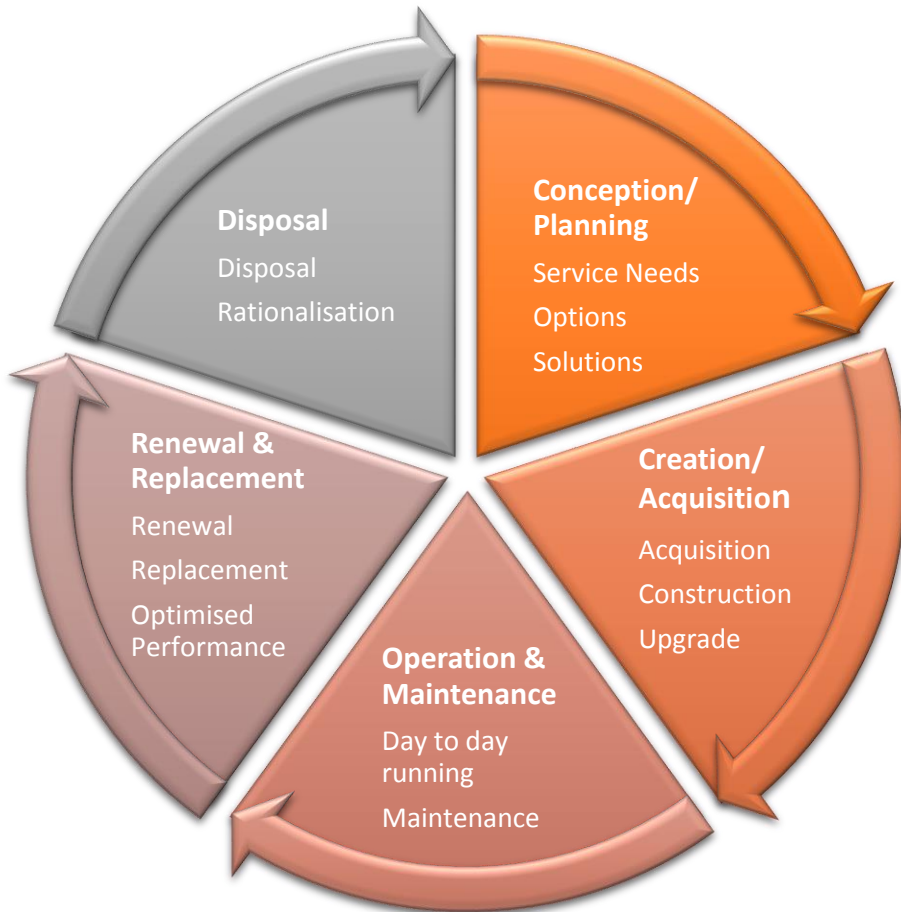 Conception/
Planning
Service Needs
Options
Solutions
Creation/
Acquisition
Acquisition
Construction
Upgrade
Operation &
Maintenance
Day to day
running
Maintenance
Renewal &
Replacement
Renewal
Replacement
Optimised
Performance
Disposal
Disposal
Rationalisation